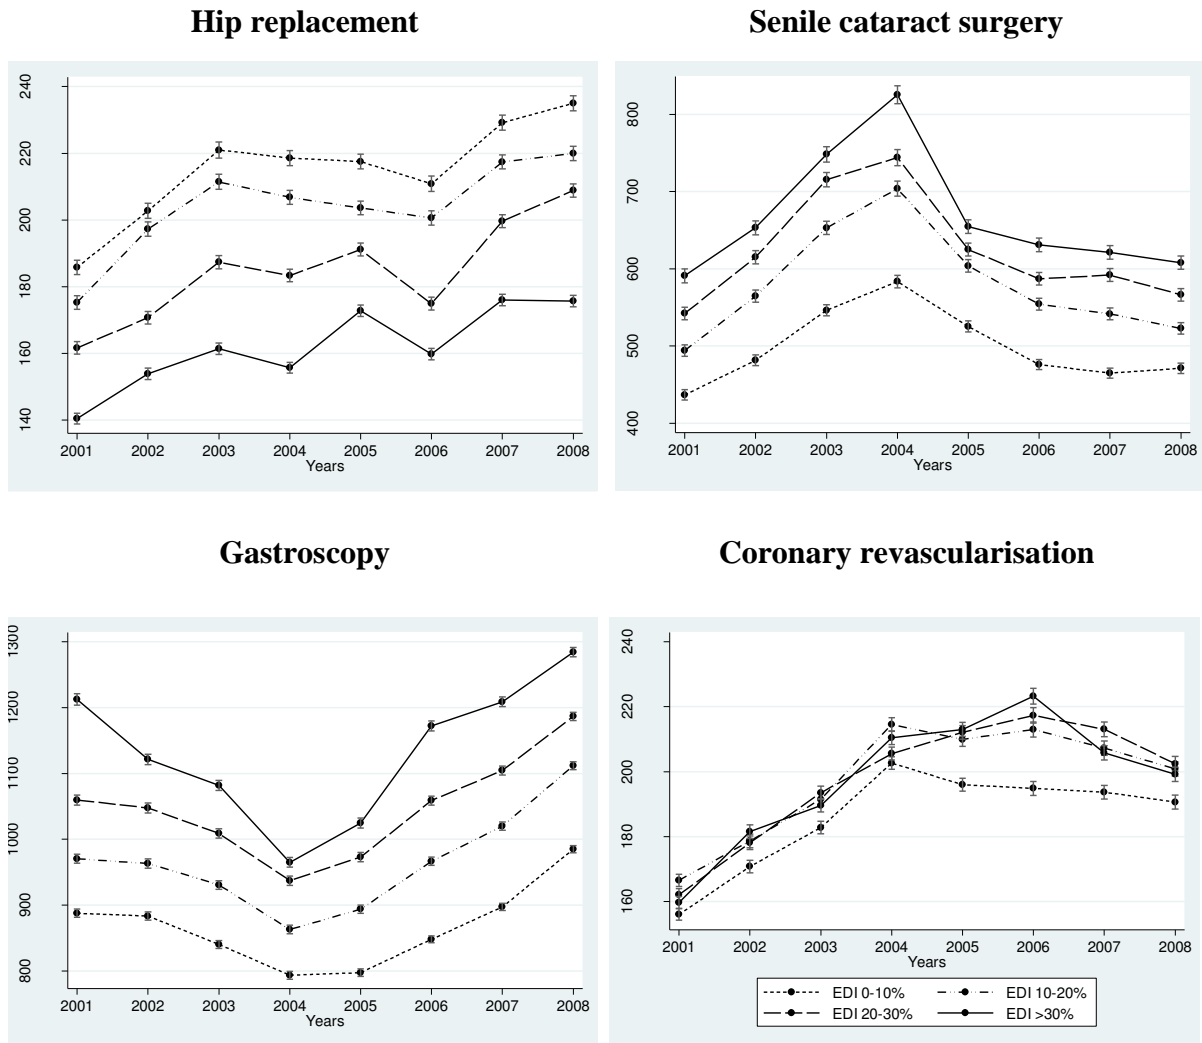 Hip replacement
Senile cataract surgery
240
220
200
180
160
140
2001 2002 2003 2004 2005 2006 2007 2008
Years
800
700
600
500
400
2001 2002 2003 2004 2005 2006 2007 2008
Years
Gastroscopy
Coronary revascularisation
1300
1200
1100
1000
900
800
2001 2002 2003 2004 2005 2006 2007 2008
Years
240
220
200
180
160
2001 2002 2003 2004 2005 2006 2007 2008
Years
EDI 0-10% EDI 10-20%
EDI 20-30% EDI >30%